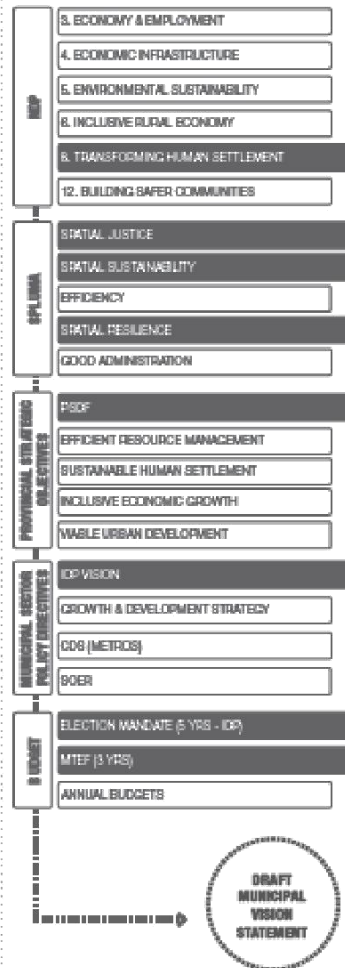 NDP
3. ECONOMY & EMPLOYMENT
4. ECONOMIC INFRASTRUCTURE
5. ENVIRONMENTAL SUSTAINABILITY
6. INCLUSIVE RURAL ECONOMY
8. TRANSFORMING HUMAN SETTLEMENT
12. BUILDING SAFER COMMUNITIES
SPLUMA
SPATIAL JUSTICE
SPATIAL SUSTAINABILITY
EFFICIENCY
SPATIAL RESILIENCE
GOOD ADMINISTRATION
PROVINCIAL STRATEGIC
OBJECTIVES
PSDF
EFFICIENT RESOURCE MANAGEMENT
SUSTAINABLE HUMAN SETTLEMENT
INCLUSIVE ECONOMIC GROWTH
VIABLE URBAN DEVELOPMENT
MUNICIPAL SECTOR
POLICY DIRECTIVES
IDP VISION
GROWTH & DEVELOPMENT STRATEGY
CDS (METROS)
SOER
BUDGET
ELECTION MANDATE (5 YRS - IDP)
MTEF (3 YRS)
ANNUAL BUDGETS
DRAFT
MUNICIPAL
VISION
STATEMENT